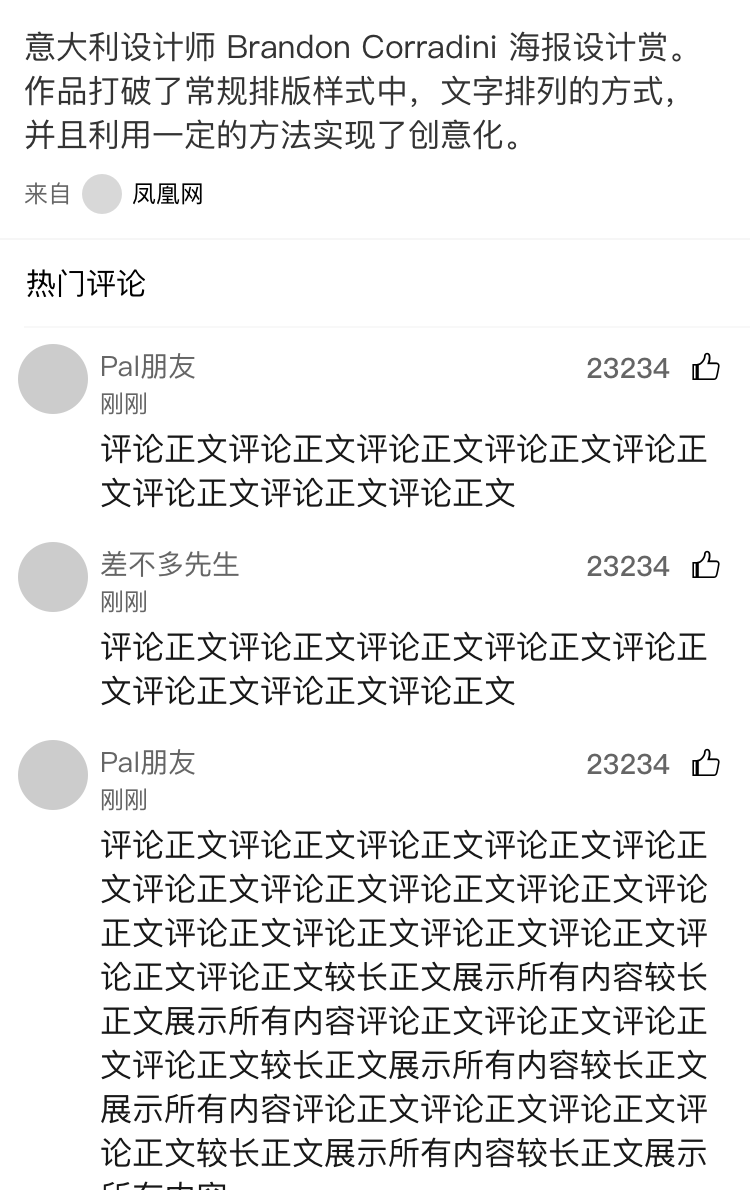 意大利设计师 Brandon Corradini 海报设计赏。
作品打破了常规排版样式中，文字排列的方式，
并且利用一定的方法实现了创意化。
来自 凤凰网
热门评论
Pal朋友 23234
刚刚
评论正文评论正文评论正文评论正文评论正
文评论正文评论正文评论正文
差不多先生 23234
刚刚
评论正文评论正文评论正文评论正文评论正
文评论正文评论正文评论正文
Pal朋友 23234
刚刚
评论正文评论正文评论正文评论正文评论正
文评论正文评论正文评论正文评论正文评论
正文评论正文评论正文评论正文评论正文评
论正文评论正文较长正文展示所有内容较长
正文展示所有内容评论正文评论正文评论正
文评论正文较长正文展示所有内容较长正文
展示所有内容评论正文评论正文评论正文评
论正文较长正文展示所有内容较长正文展示
所有内容